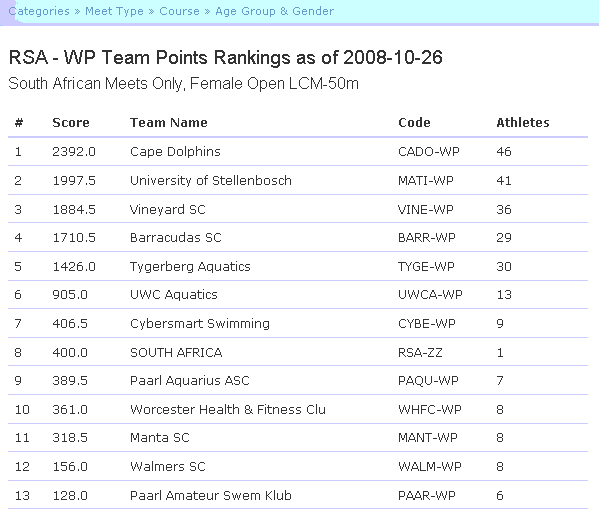 Categories » Meet Type » Course » Age Group & Gender
RSA - WP Team Points Rankings as of 2008-10-26
South African Meets Only, Female Open LCM-50m
# Score Team Name Code Athletes
1 2392.0 Cape Dolphins CADO-WP 46
2 1997.5 University of Stellenbosch MATI-WP 41
3 1884.5 Vineyard SC VINE-WP 36
4 1710.5 Barracudas SC BARR-WP 29
5 1426.0 Tygerberg Aquatics TYGE-WP 30
6 905.0 UWC Aquatics UWCA-WP 13
7 406.5 Cybersmart Swimming CYBE-WP 9
8 400.0 SOUTH AFRICA RSA-ZZ 1
9 389.5 Paarl Aquarius ASC PAQU-WP 7
10 361.0 Worcester Health & Fitness Clu WHFC-WP 8
11 318.5 Manta SC MANT-WP 8
12 156.0 Walmers SC WALM-WP 8
13 128.0 Paarl Amateur Swem Klub PAAR-WP 6